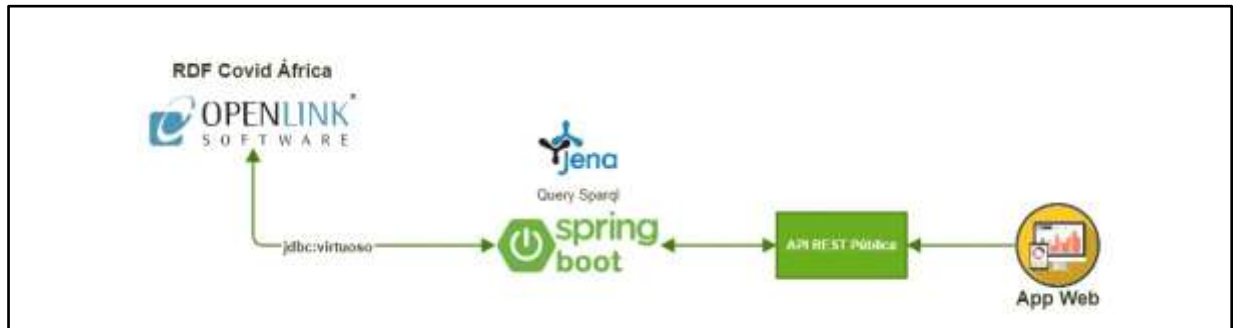 RDF Covid África
OPENLINK
SOFTWARE
jena
Query Sparql
jdbc:virtuoso
spring
boot
API REST Pública
App Web